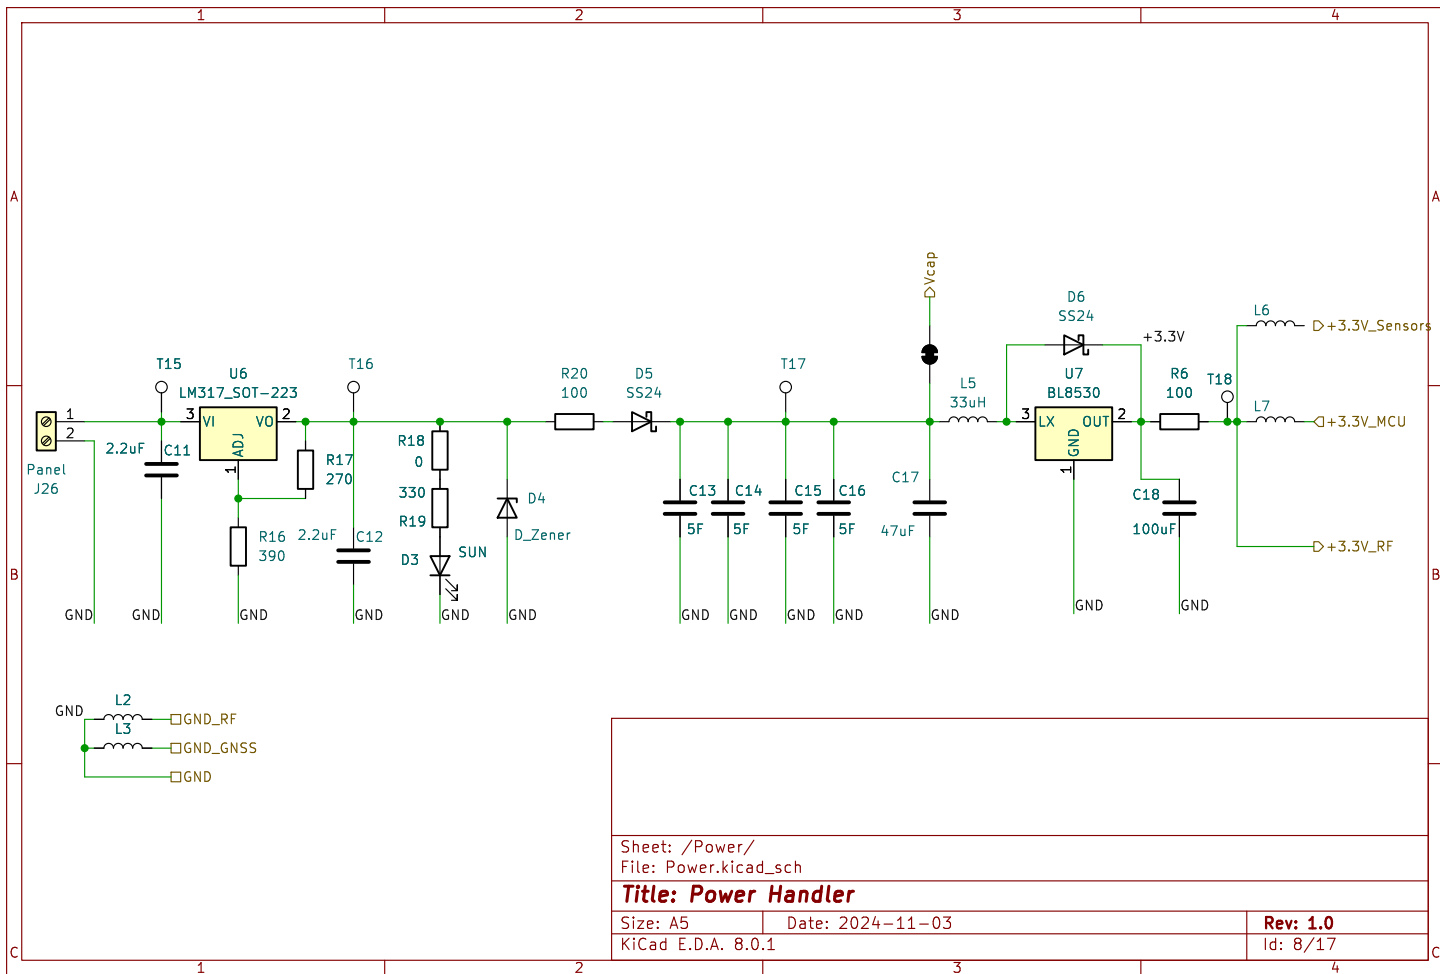 1 2 3 4
A A
Vcap
D6
SS24
+3.3V
L6
+3.3V_Sensors
T15
U6
LM317_SOT-223
T16
R20
100
D5
SS24
T17
L5
33uH
U7
BL8530
R6
100
T18
L7
1
2
3 VI VO 2
ADJ
1
3 LX OUT 2
GND
1
+3.3V_MCU
Panel
J26
2.2uF C11
R17
270
R18
0
330
R19
D4
D_Zener
C13
5F
C14
5F
C15
5F
C16
5F
C17
47uF
C18
100uF
R16
390
2.2uF C12
D3
SUN
+3.3V_RF
B B
GND GND GND GND GND GND GND GND GND GND GND GND GND
L2
GND
GND_RF
L3
GND_GNSS
GND
Sheet: /Power/
File: Power.kicad_sch
Title: Power Handler
Size: A5 Date: 2024-11-03 Rev: 1.0
KiCad E.D.A. 8.0.1 Id: 8/17
C C
1 2 3 4